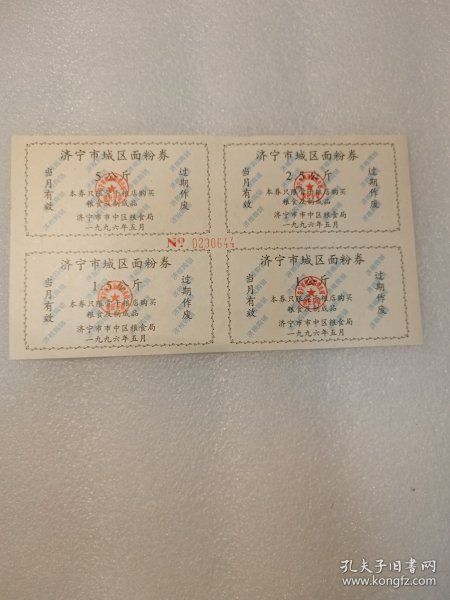 济宁市城区面粉券
5公斤
当月有效
过期作废
本券只限 粮店购买
粮食及制成品
济宁市市中区粮食局
一九九六年五月
济宁市城区面粉券
25公斤
当月有效
过期作废
本券只限 粮店购买
粮食及制成品
济宁市市中区粮食局
一九九六年五月
No 0230644
济宁市城区面粉券
公斤
当月有效
过期作废
本券只限 粮店购买
粮食及制成品
济宁市市中区粮食局
一九九六年五月
济宁市城区面粉券
1公斤
当月有效
过期作废
本券只限 粮店购买
粮食及制成品
济宁市市中区粮食局
一九九六年五月
孔夫子旧书网
www.kongfz.com